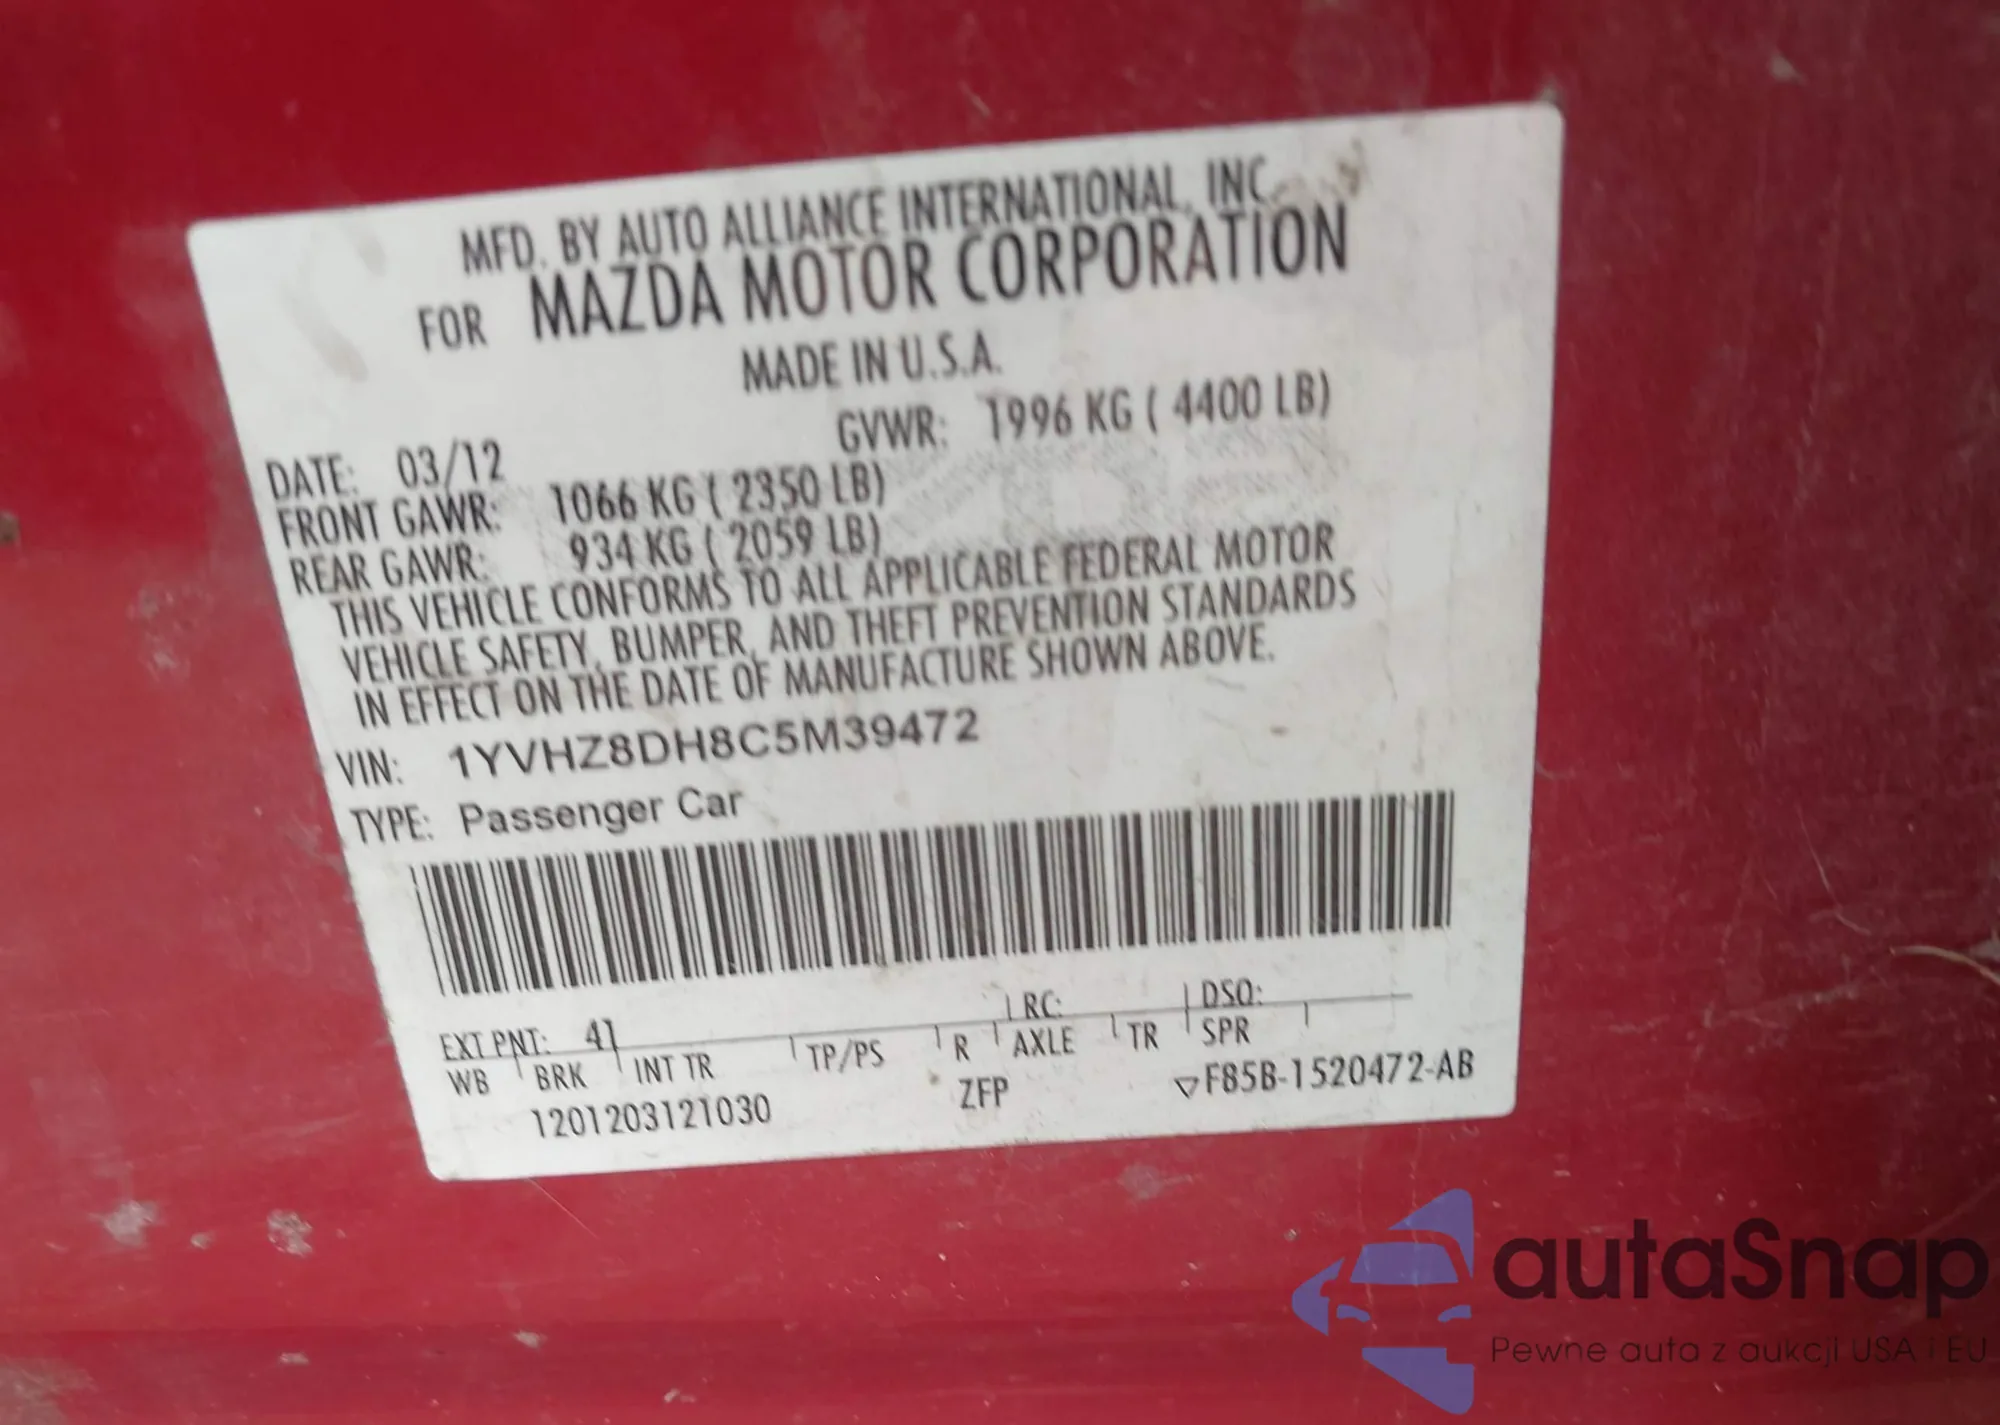 MFD. BY AUTO ALLIANCE INTERNATIONAL, INC.
FOR MAZDA MOTOR CORPORATION
MADE IN U.S.A.
DATE: 03/12 GVWR: 1996 KG ( 4400 LB)
FRONT GAWR: 1066 KG ( 2350 LB)
REAR GAWR: 934 KG ( 2059 LB)
THIS VEHICLE CONFORMS TO ALL APPLICABLE FEDERAL MOTOR
VEHICLE SAFETY, BUMPER, AND THEFT PREVENTION STANDARDS
IN EFFECT ON THE DATE OF MANUFACTURE SHOWN ABOVE.
VIN: 1YVHZ8DH8C5M39472
TYPE: Passenger Car
EXT PNT: 41 RC: DSO:
WB BRK INT TR TP/PS R AXLE TR SPR
1201203121030 ZFP ▽F85B-1520472-AB
autaSnap
Pewne auta z aukcji USA i EU